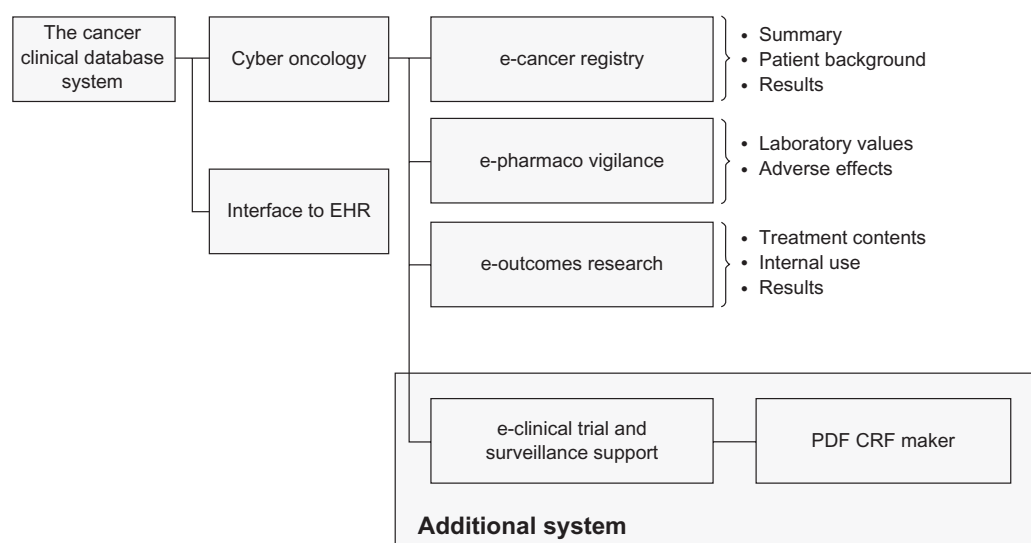 The cancer
clinical database
system
Cyber oncology
e-cancer registry
• Summary
• Patient background
• Results
e-pharmaco vigilance
• Laboratory values
• Adverse effects
Interface to EHR
e-outcomes research
• Treatment contents
• Internal use
• Results
e-clinical trial and
surveillance support
PDF CRF maker
Additional system